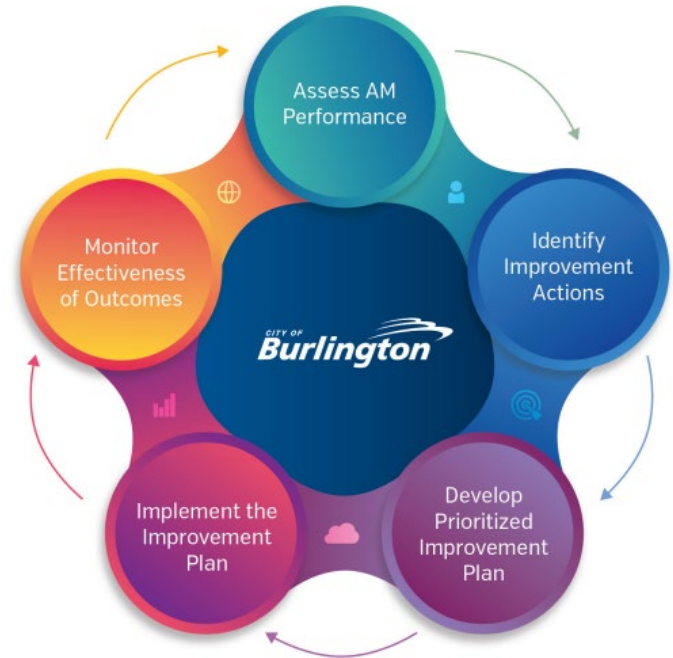 Assess AM
Performance
Identify
Improvement
Actions
Develop
Prioritized
Improvement
Plan
Implement the
Improvement
Plan
Monitor
Effectiveness
of Outcomes
CITY OF
Burlington